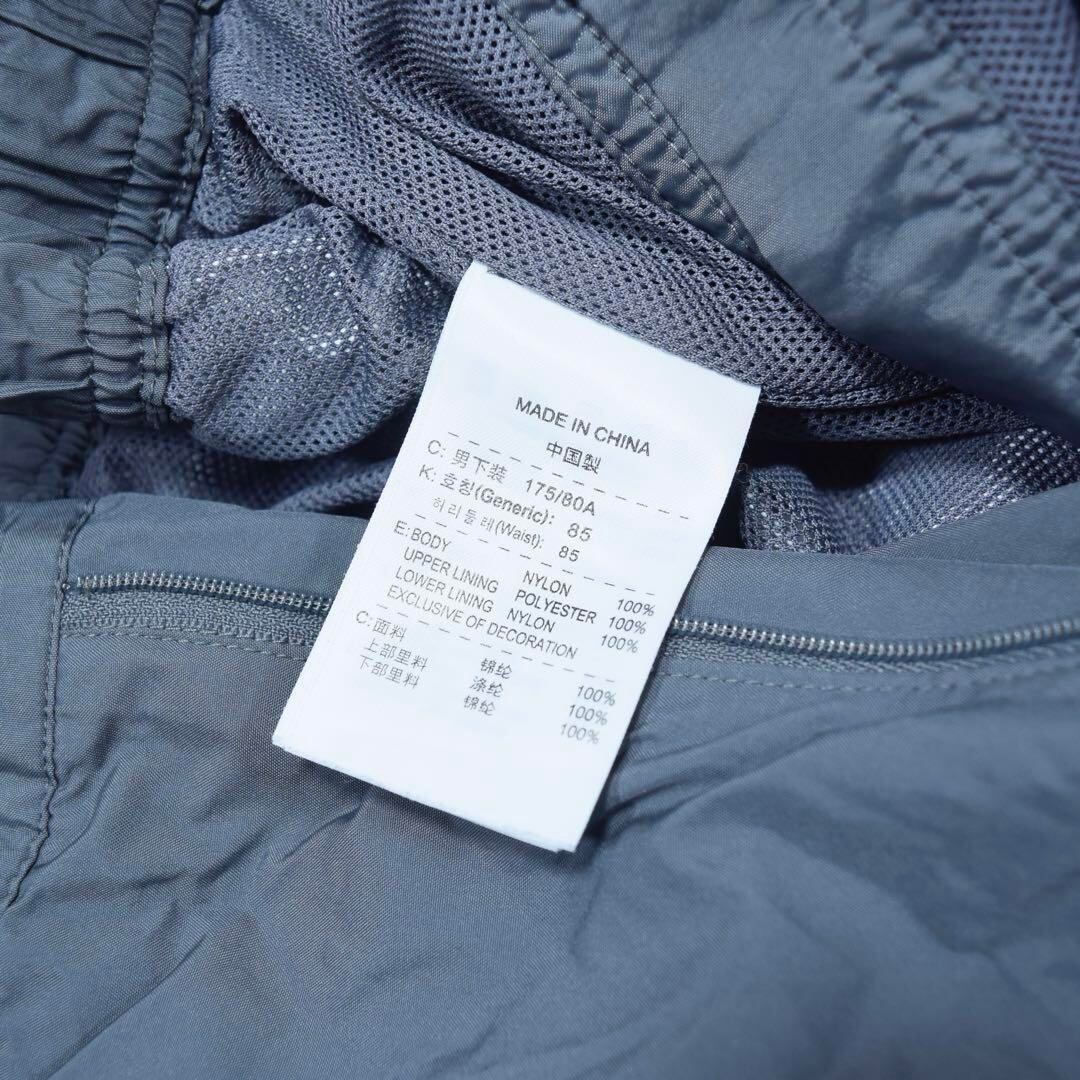 MADE IN CHINA
中国製
C: 男下装 175/80A
K: 호칭(Generic): 85
허리둘레(Waist): 85
E: BODY NYLON 100%
UPPER LINING POLYESTER 100%
LOWER LINING NYLON 100%
EXCLUSIVE OF DECORATION
C: 面料 锦纶 100%
上部里料 涤纶 100%
下部里料 锦纶 100%